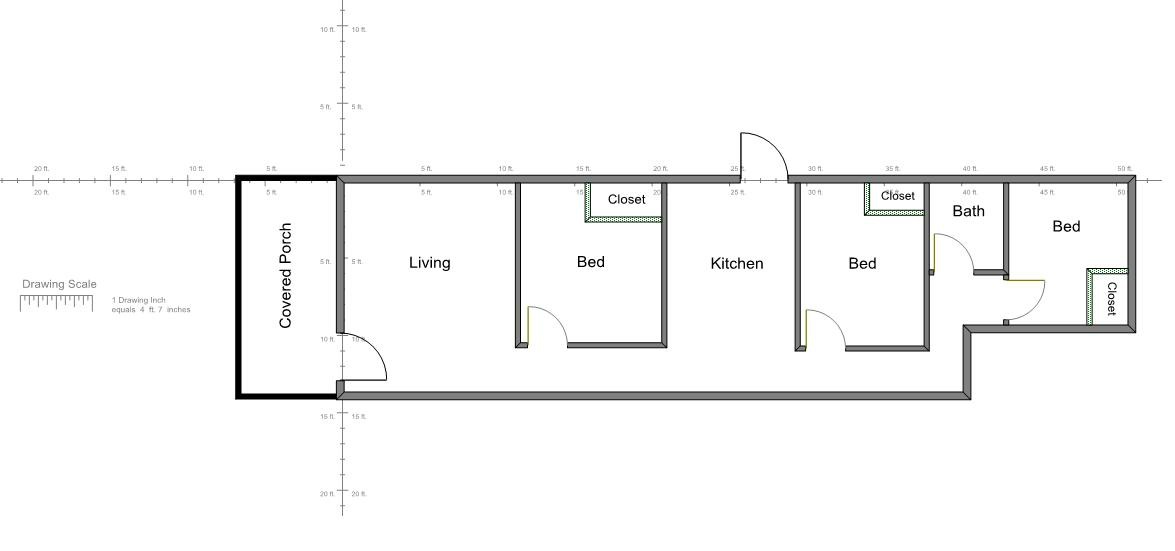 10 ft. 10 ft.
5 ft. 5 ft.
20 ft. 15 ft. 10 ft. 5 ft. 5 ft. 10 ft. 15 ft. 20 ft. 25 ft. 30 ft. 35 ft. 40 ft. 45 ft. 50 ft.
20 ft. 15 ft. 10 ft. 5 ft. 5 ft. 10 ft. 15 ft. 20 ft. 25 ft. 30 ft. 35 ft. 40 ft. 45 ft. 50
Closet
Closet
Bath
Bed
Covered Porch
5 ft. 5 ft.
Living
Bed
Kitchen
Bed
Closet
Drawing Scale
1 Drawing Inch
equals 4 ft. 7 inches
10 ft. 10 ft.
15 ft. 15 ft.
20 ft. 20 ft.